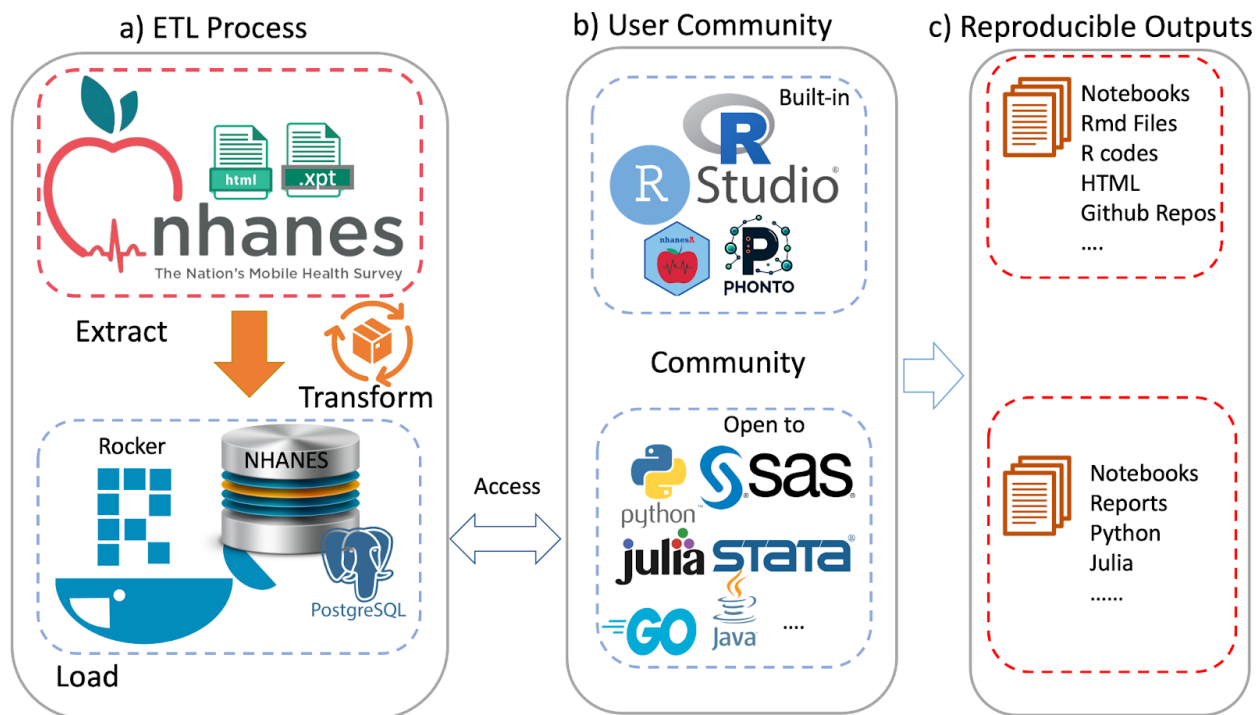 a) ETL Process
html
.xpt
nhanes
The Nation's Mobile Health Survey
Extract
Transform
Rocker
NHANES
PostgreSQL
Load
Access
b) User Community
Built-in
R
R
Studio®
nhanesA
P
PHONTO
Community
Open to
python™
S.sas®
julia
STATA®
GO
Java™
....
c) Reproducible Outputs
Notebooks
Rmd Files
R codes
HTML
Github Repos
....
Notebooks
Reports
Python
Julia
......